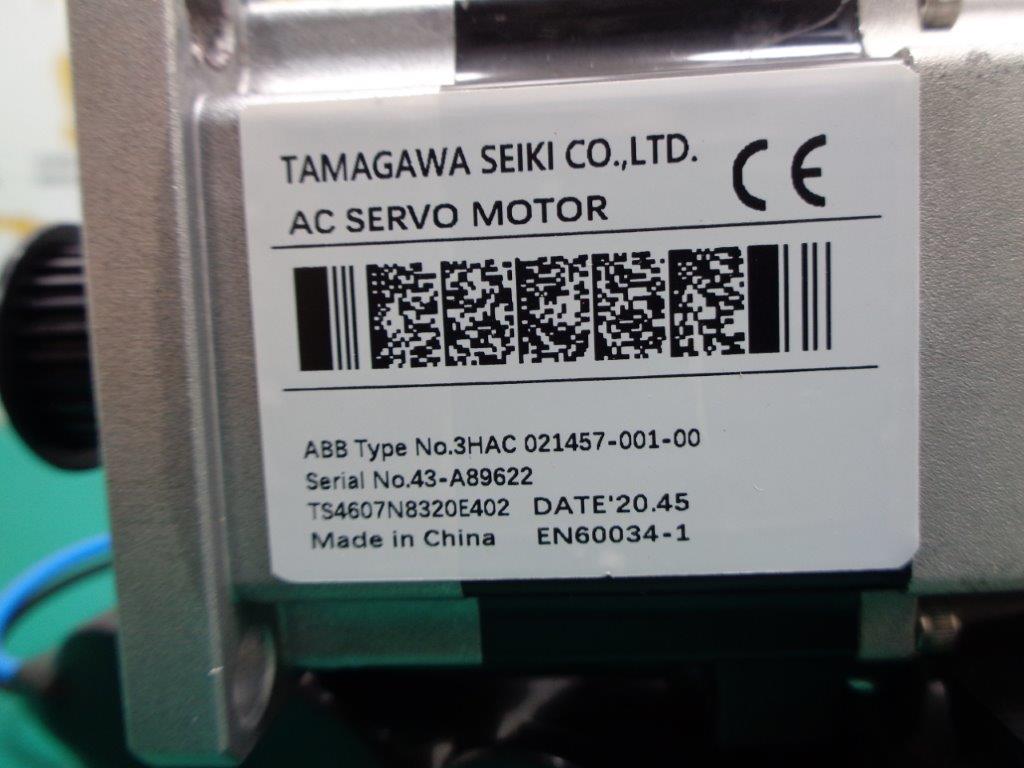 TAMAGAWA SEIKI CO.,LTD. CE
AC SERVO MOTOR
ABB Type No.3HAC 021457-001-00
Serial No.43-A89622
TS4607N8320E402 DATE'20.45
Made in China EN60034-1